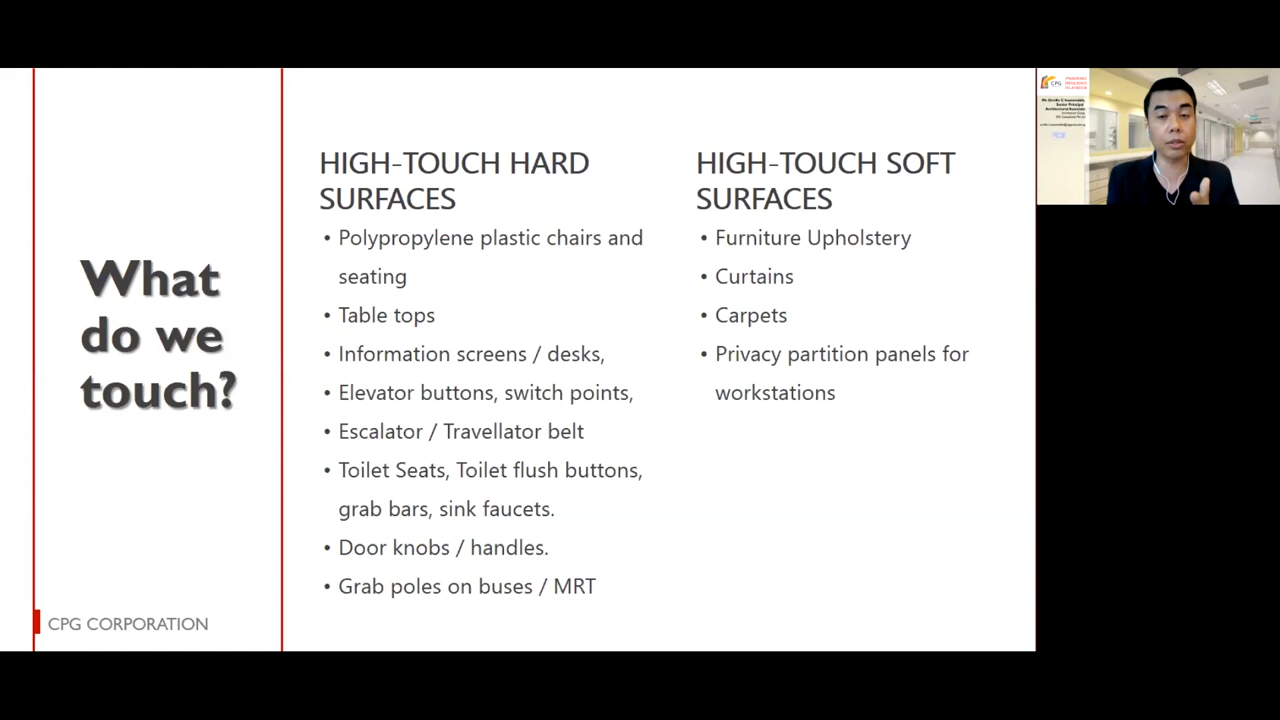 What
do we
touch?
CPG CORPORATION
HIGH-TOUCH HARD
SURFACES
• Polypropylene plastic chairs and
seating
• Table tops
• Information screens / desks,
• Elevator buttons, switch points,
• Escalator / Travellator belt
• Toilet Seats, Toilet flush buttons,
grab bars, sink faucets.
• Door knobs / handles.
• Grab poles on buses / MRT
HIGH-TOUCH SOFT
SURFACES
• Furniture Upholstery
• Curtains
• Carpets
• Privacy partition panels for
workstations
CPG